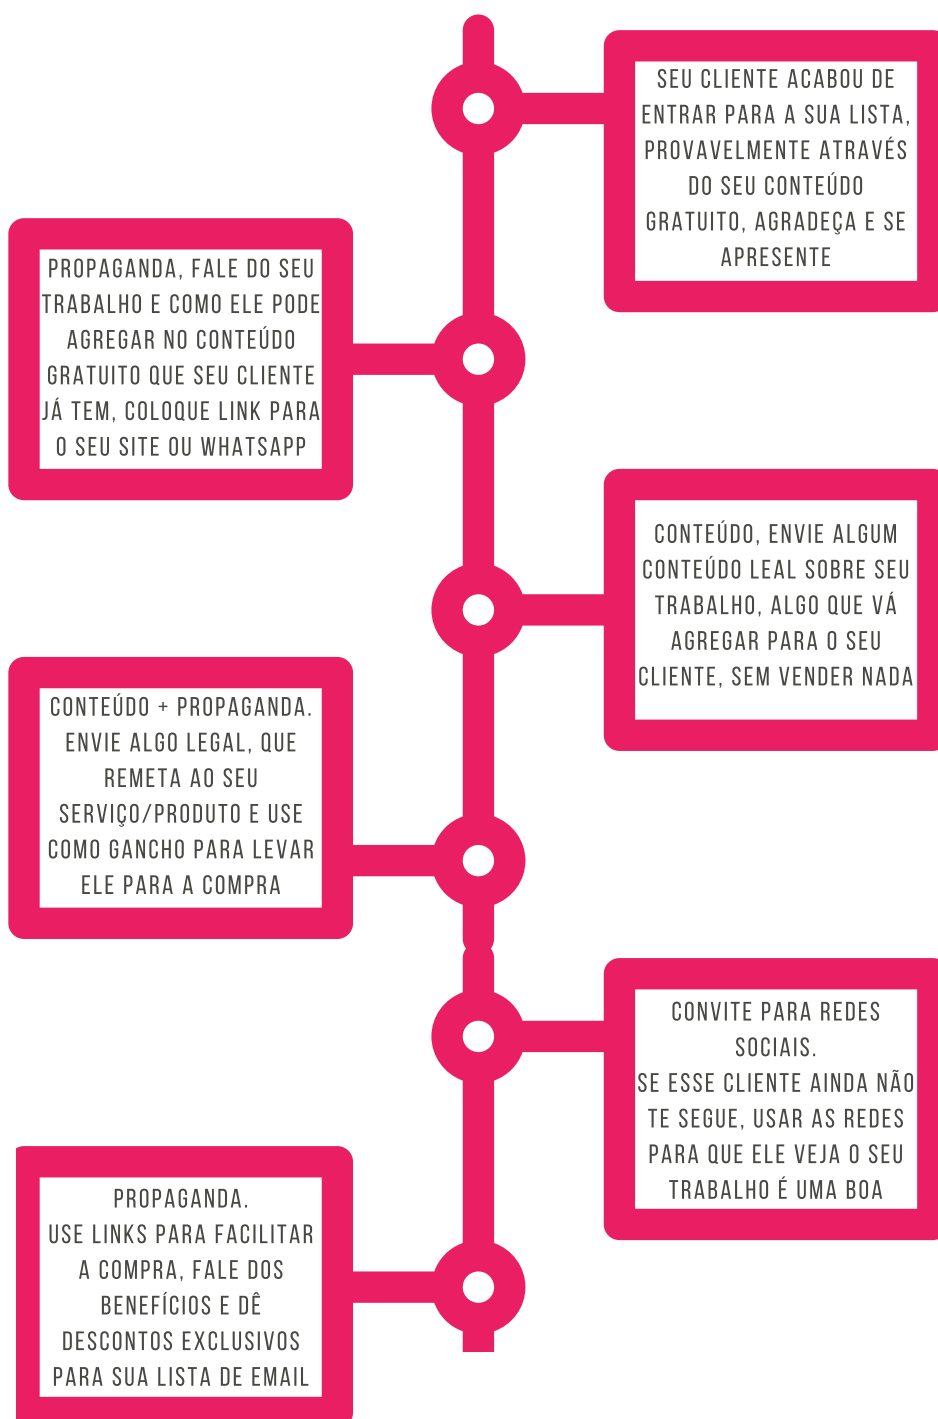 SEU CLIENTE ACABOU DE
ENTRAR PARA A SUA LISTA,
PROVAVELMENTE ATRAVÉS
DO SEU CONTEÚDO
GRATUITO, AGRADEÇA E SE
APRESENTE
PROPAGANDA, FALE DO SEU
TRABALHO E COMO ELE PODE
AGREGAR NO CONTEÚDO
GRATUITO QUE SEU CLIENTE
JÁ TEM, COLOQUE LINK PARA
O SEU SITE OU WHATSAPP
CONTEÚDO, ENVIE ALGUM
CONTEÚDO LEAL SOBRE SEU
TRABALHO, ALGO QUE VÁ
AGREGAR PARA O SEU
CLIENTE, SEM VENDER NADA
CONTEÚDO + PROPAGANDA.
ENVIE ALGO LEGAL, QUE
REMETA AO SEU
SERVIÇO/PRODUTO E USE
COMO GANCHO PARA LEVAR
ELE PARA A COMPRA
CONVITE PARA REDES
SOCIAIS.
SE ESSE CLIENTE AINDA NÃO
TE SEGUE, USAR AS REDES
PARA QUE ELE VEJA O SEU
TRABALHO É UMA BOA
PROPAGANDA.
USE LINKS PARA FACILITAR
A COMPRA, FALE DOS
BENEFÍCIOS E DÊ
DESCONTOS EXCLUSIVOS
PARA SUA LISTA DE EMAIL